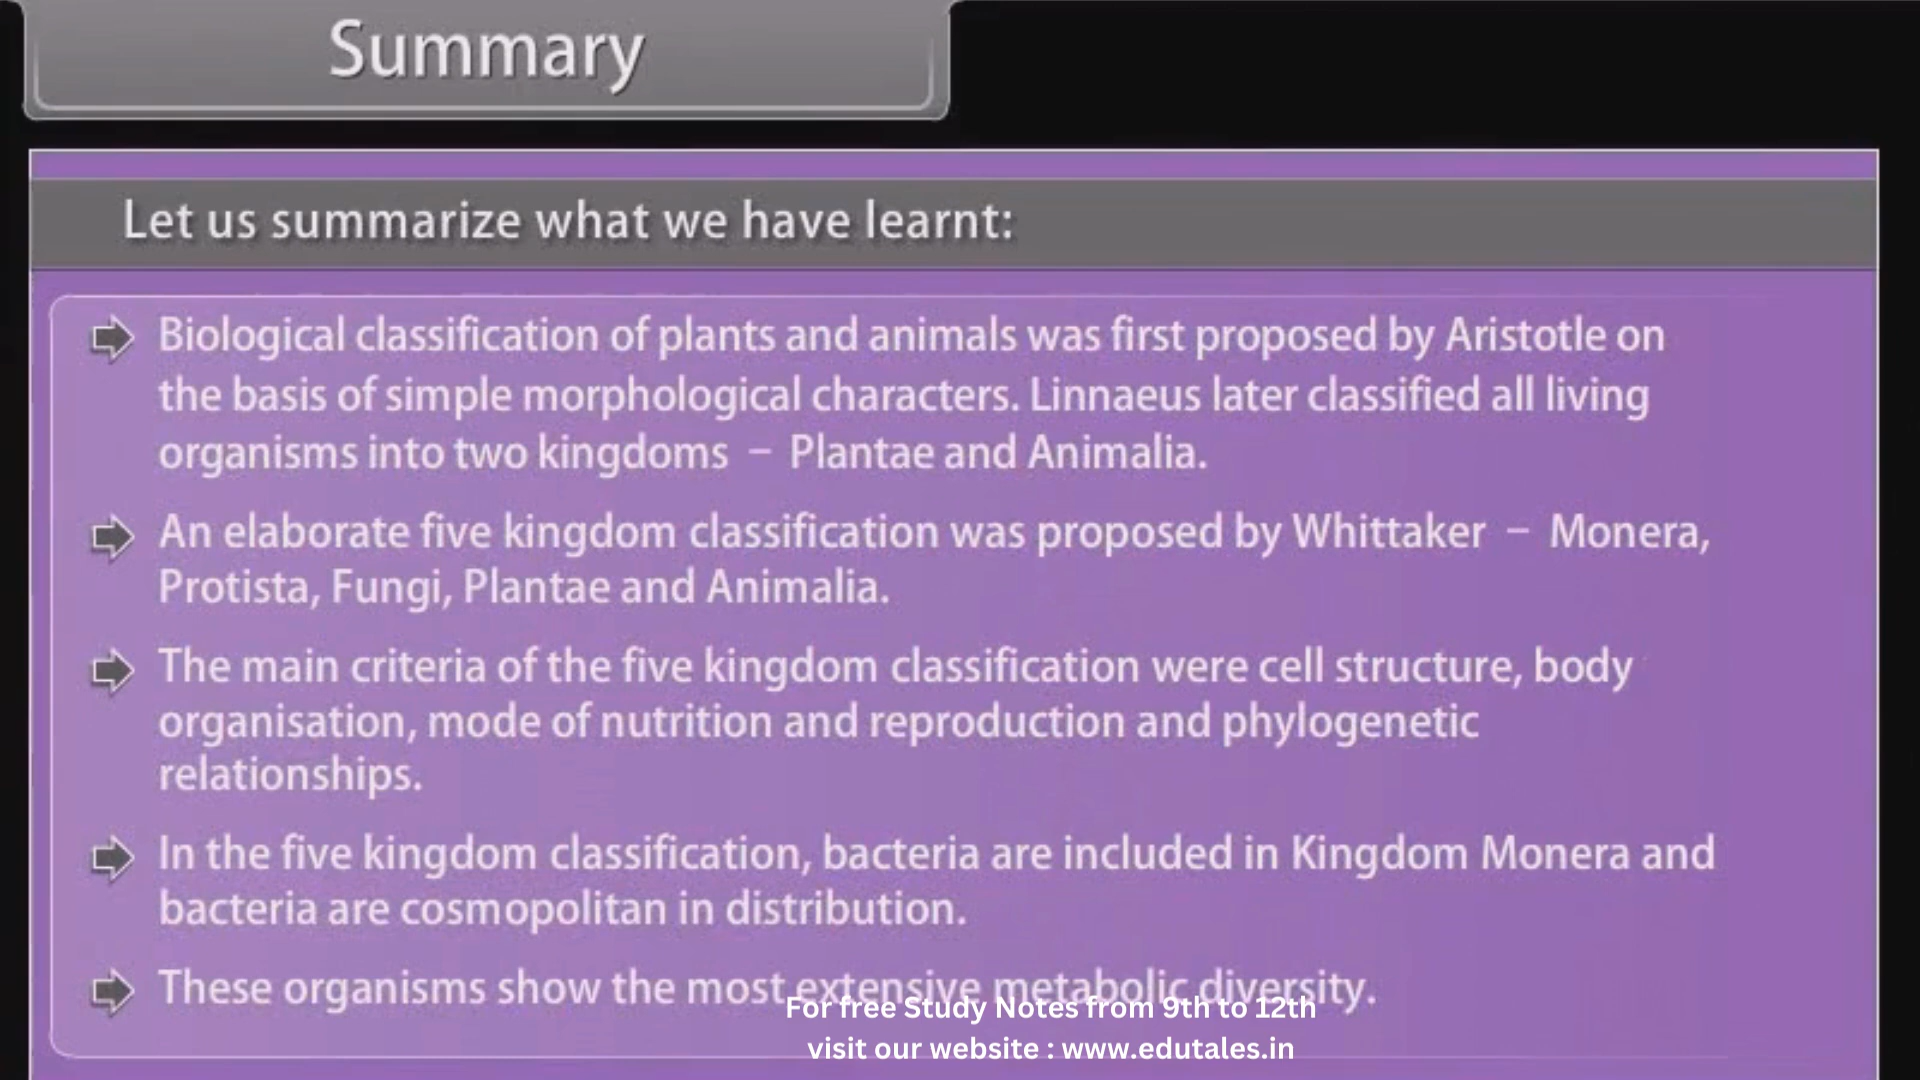 Summary
Let us summarize what we have learnt:
Biological classification of plants and animals was first proposed by Aristotle on
the basis of simple morphological characters. Linnaeus later classified all living
organisms into two kingdoms – Plantae and Animalia.
An elaborate five kingdom classification was proposed by Whittaker – Monera,
Protista, Fungi, Plantae and Animalia.
The main criteria of the five kingdom classification were cell structure, body
organisation, mode of nutrition and reproduction and phylogenetic
relationships.
In the five kingdom classification, bacteria are included in Kingdom Monera and
bacteria are cosmopolitan in distribution.
These organisms show the most extensive metabolic diversity.
For free Study Notes from 9th to 12th
visit our website : www.edutales.in